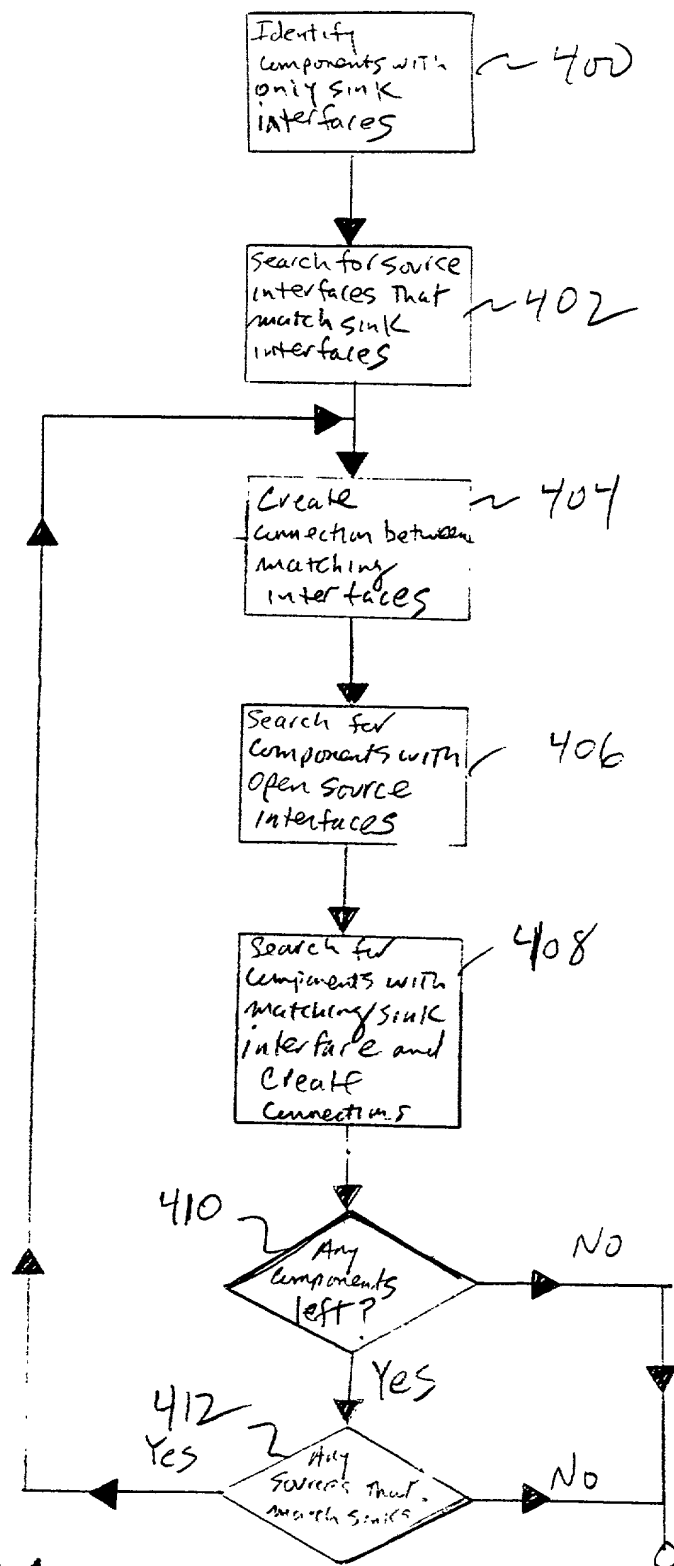 Identify
components with
only sink
interfaces
400
Search for source
interfaces that
match sink
interfaces
402
Create
connection between
matching
interfaces
404
Search for
components with
open source
interfaces
406
Search for
components with
matching sink
interface and
create
connections
408
410
Any
components
left?
No
Yes
412
Yes
Any
sources that
match sinks
No